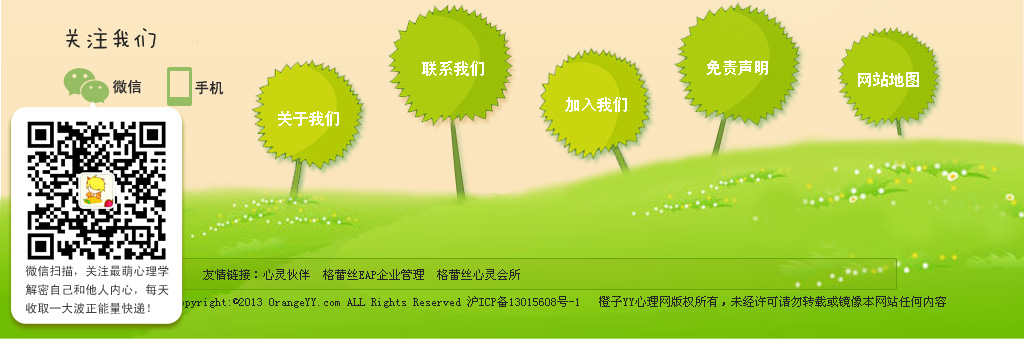 关注我们
微信
手机
关于我们
联系我们
加入我们
免责声明
网站地图
微信扫描，关注最萌心理学
解密自己和他人内心，每天
收取一大波正能量快递！
友情链接：心灵伙伴 格蕾丝EAP企业管理 格蕾丝心灵会所
opyright:©2013 OrangeYY.com ALL Rights Reserved 沪ICP备13015608号-1 橙子YY心理网版权所有，未经许可请勿转载或镜像本网站任何内容